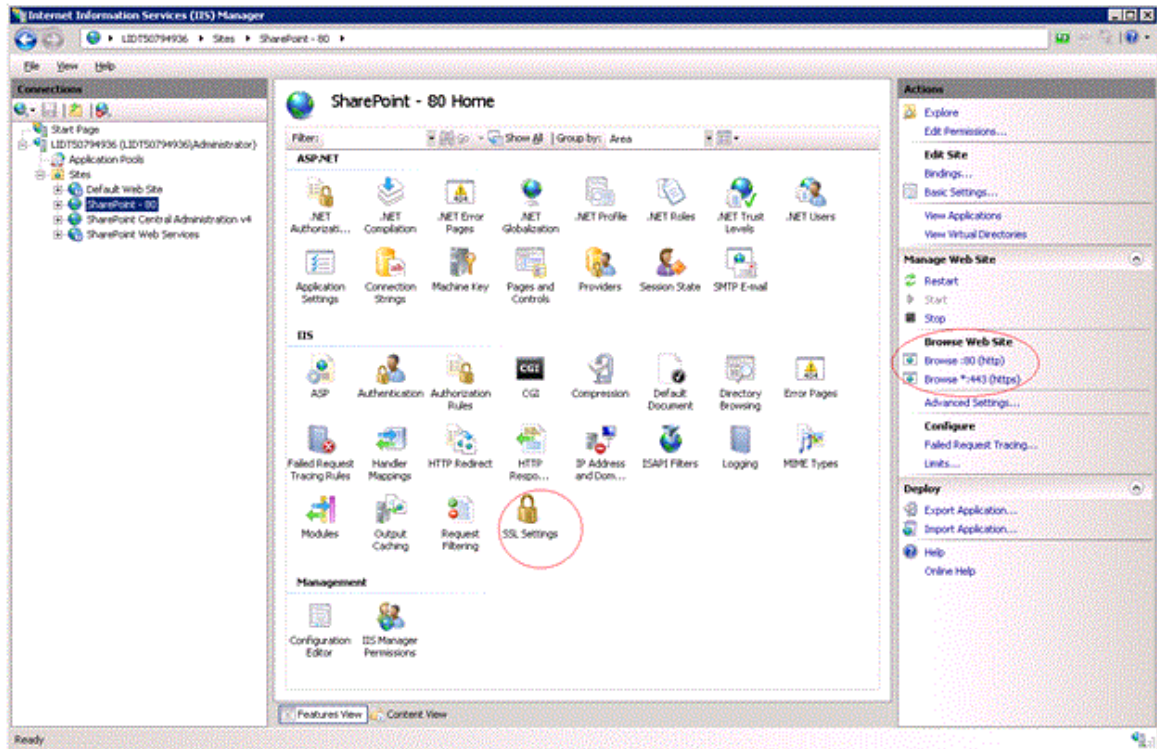 Internet Information Services (IIS) Manager
LIDT50794936 Sites SharePoint - 80
File View Help
Connections
Start Page
LIDT50794936 (LIDT50794936\Administrator)
Application Pools
Sites
Default Web Site
SharePoint - 80
SharePoint Central Administration v4
SharePoint Web Services
SharePoint - 80 Home
Filter: Go Show All Group by: Area
ASP.NET
.NET Authorizati... .NET Compilation .NET Error Pages .NET Globalization .NET Profile .NET Roles .NET Trust Levels .NET Users
Application Settings Connection Strings Machine Key Pages and Controls Providers Session State SMTP E-mail
IIS
ASP Authentication Authorization Rules CGI Compression Default Document Directory Browsing Error Pages
Failed Request Tracing Rules Handler Mappings HTTP Redirect HTTP Respo... IP Address and Dom... ISAPI Filters Logging MIME Types
Modules Output Caching Request Filtering SSL Settings
Management
Configuration Editor IIS Manager Permissions
Features View Content View
Actions
Explore
Edit Permissions...
Edit Site
Bindings...
Basic Settings...
View Applications
View Virtual Directories
Manage Web Site
Restart
Start
Stop
Browse Web Site
Browse :80 (http)
Browse *:443 (https)
Advanced Settings...
Configure
Failed Request Tracing...
Limits...
Deploy
Export Application...
Import Application...
Help
Online Help
Ready